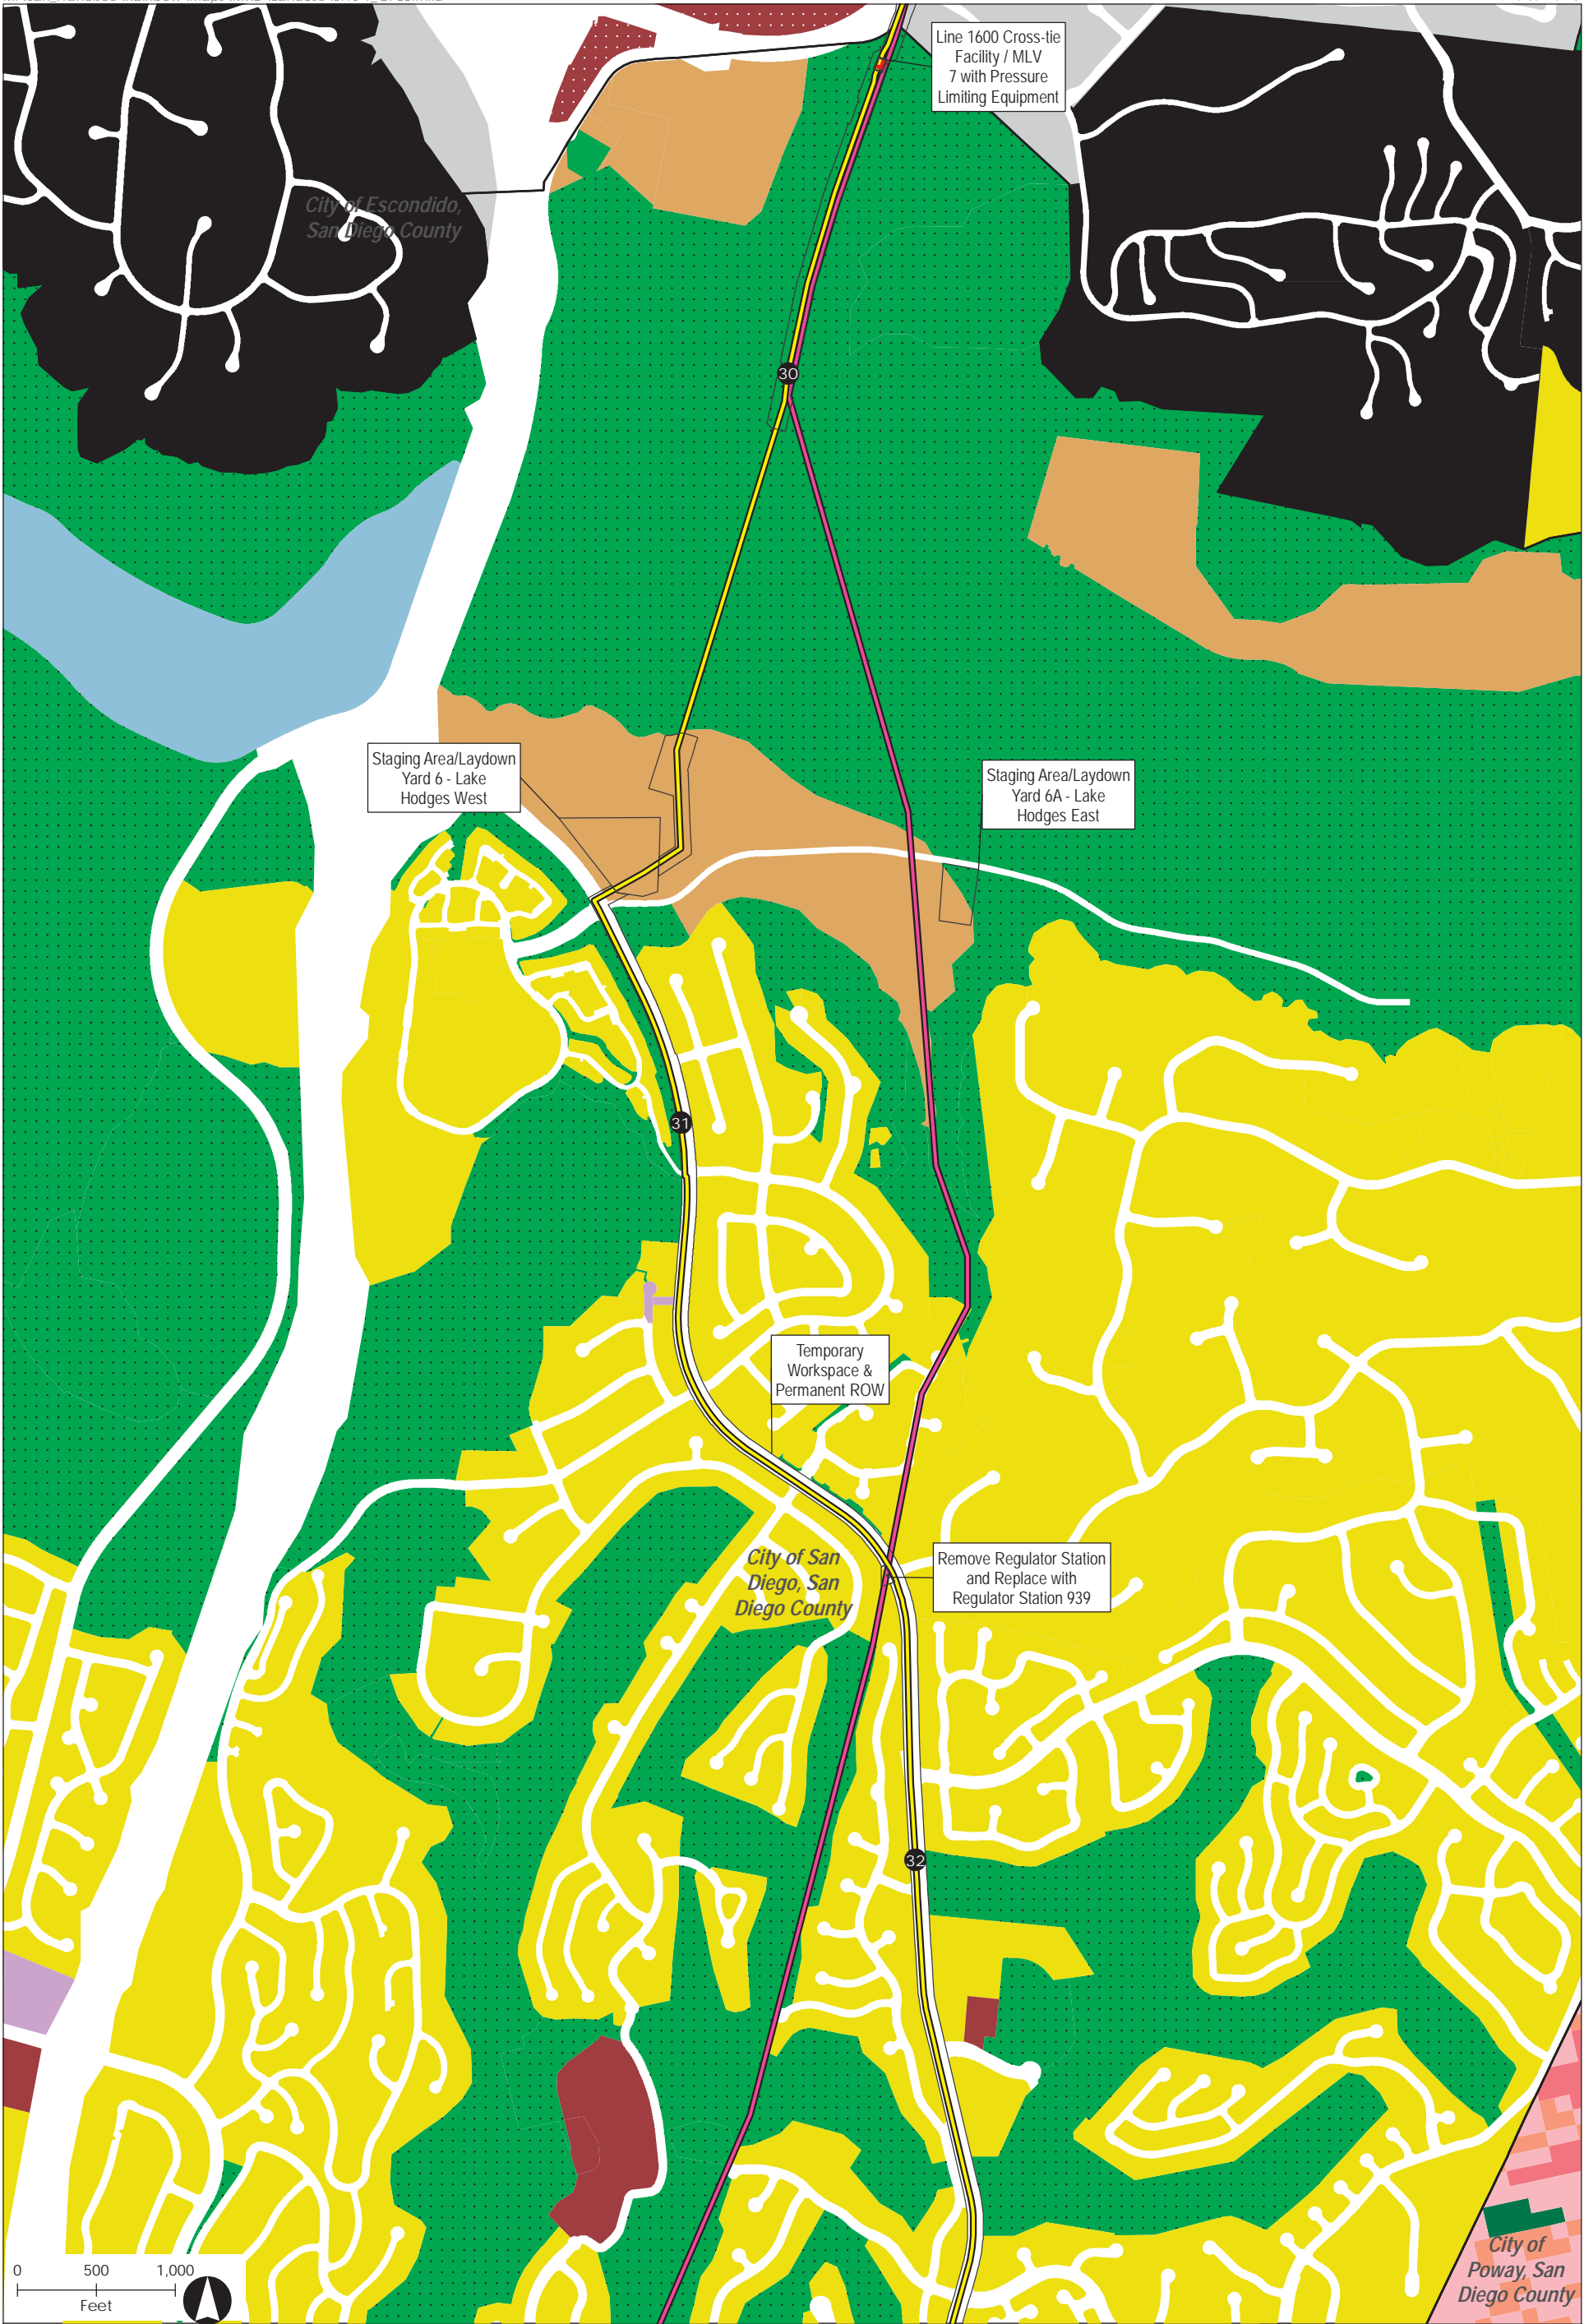 Line 1600 Cross-tie
Facility / MLV
7 with Pressure
Limiting Equipment
City of Escondido,
San Diego County
30
Staging Area/Laydown
Yard 6 - Lake
Hodges West
Staging Area/Laydown
Yard 6A - Lake
Hodges East
31
Temporary
Workspace &
Permanent ROW
City of San
Diego, San
Diego County
Remove Regulator Station
and Replace with
Regulator Station 939
32
City of
Poway, San
Diego County
0 500 1,000
Feet